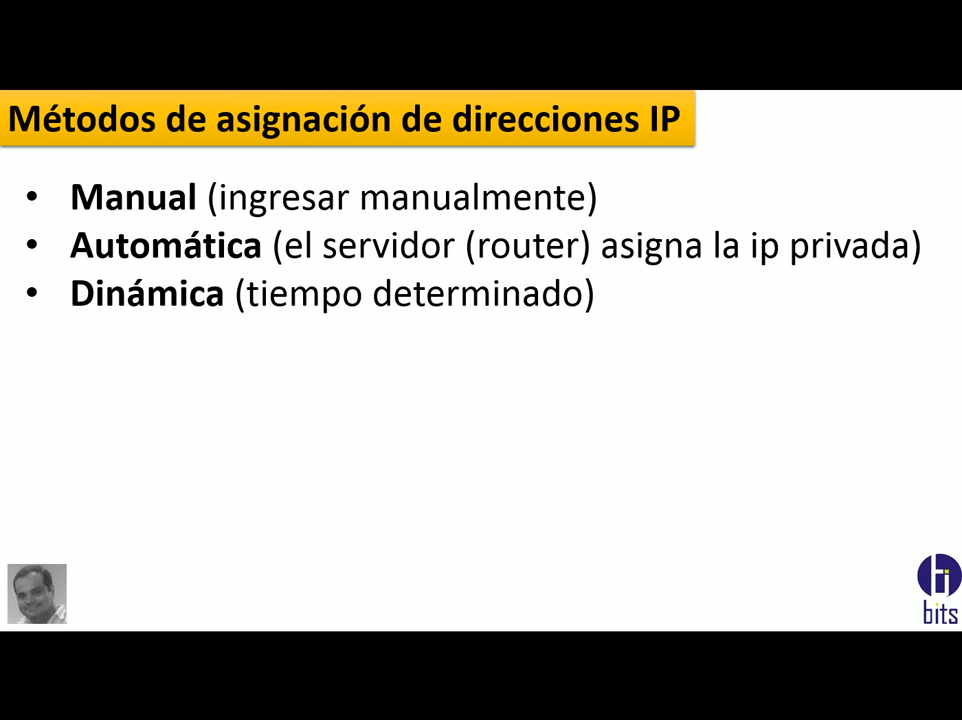 Métodos de asignación de direcciones IP
• Manual (ingresar manualmente)
• Automática (el servidor (router) asigna la ip privada)
• Dinámica (tiempo determinado)
bits